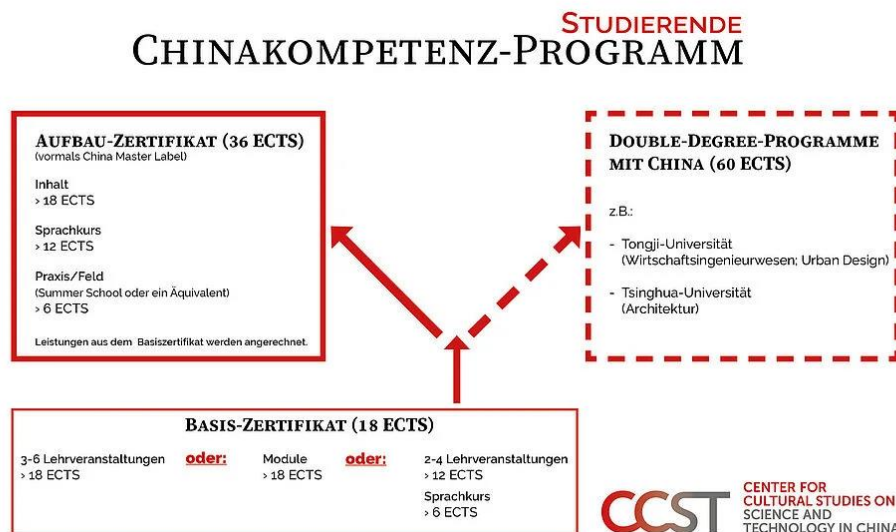 STUDIERENDE
CHINAKOMPETENZ-PROGRAMM
AUFBAU-ZERTIFIKAT (36 ECTS)
(vormals China Master Label)
Inhalt
> 18 ECTS
Sprachkurs
> 12 ECTS
Praxis/Feld
(Summer School oder ein Äquivalent)
> 6 ECTS
Leistungen aus dem Basiszertifikat werden angerechnet.
DOUBLE-DEGREE-PROGRAMME
MIT CHINA (60 ECTS)
z.B.:
- Tongji-Universität
(Wirtschaftsingenieurwesen; Urban Design)
- Tsinghua-Universität
(Architektur)
BASIS-ZERTIFIKAT (18 ECTS)
3-6 Lehrveranstaltungen
> 18 ECTS
oder:
Module
> 18 ECTS
oder:
2-4 Lehrveranstaltungen
> 12 ECTS
Sprachkurs
> 6 ECTS
CCST
CENTER FOR
CULTURAL STUDIES ON
SCIENCE AND
TECHNOLOGY IN CHINA